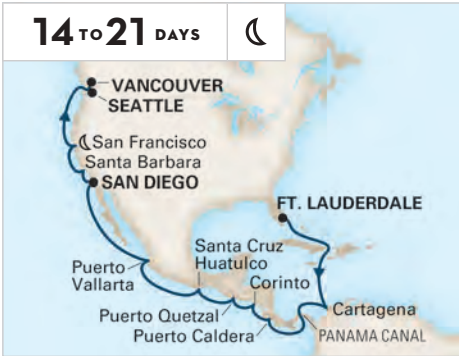 14 TO 21 DAYS
VANCOUVER
SEATTLE
San Francisco
Santa Barbara
SAN DIEGO
FT. LAUDERDALE
Puerto
Vallarta
Santa Cruz
Huatulco
Corinto
Puerto Quetzal
Puerto Caldera
Cartagena
PANAMA CANAL